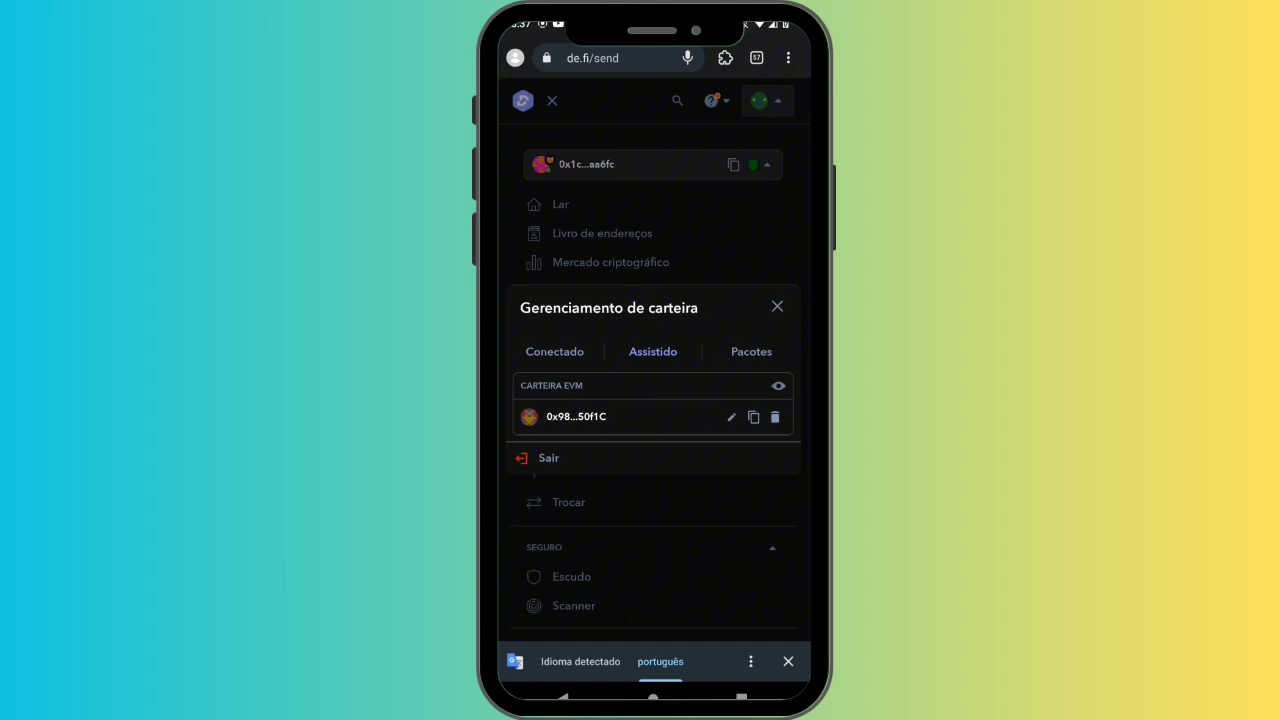 de.fi/send
57
0x1c...aa6fc
Lar
Livro de endereços
Mercado criptográfico
Gerenciamento de carteira
Conectado
Assistido
Pacotes
CARTEIRA EVM
0x98...50f1C
Sair
Trocar
SEGURO
Escudo
Scanner
Idioma detectado
português